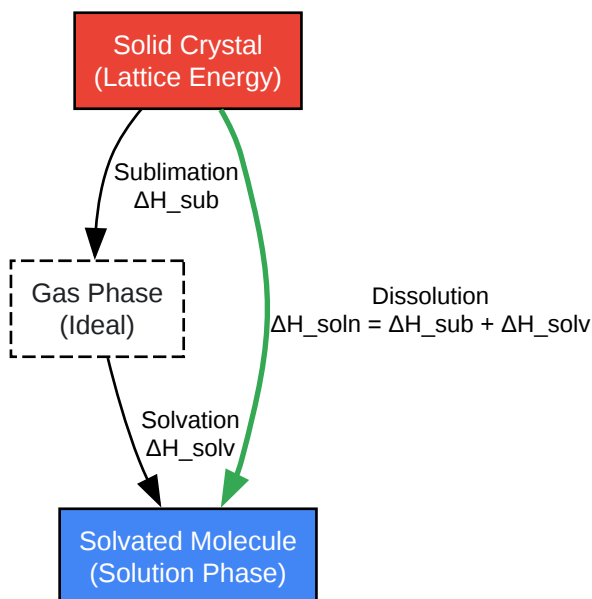 Solid Crystal
(Lattice Energy)
Sublimation
ΔH_sub
Gas Phase
(Ideal)
Dissolution
ΔH_soln = ΔH_sub + ΔH_solv
Solvation
ΔH_solv
Solvated Molecule
(Solution Phase)